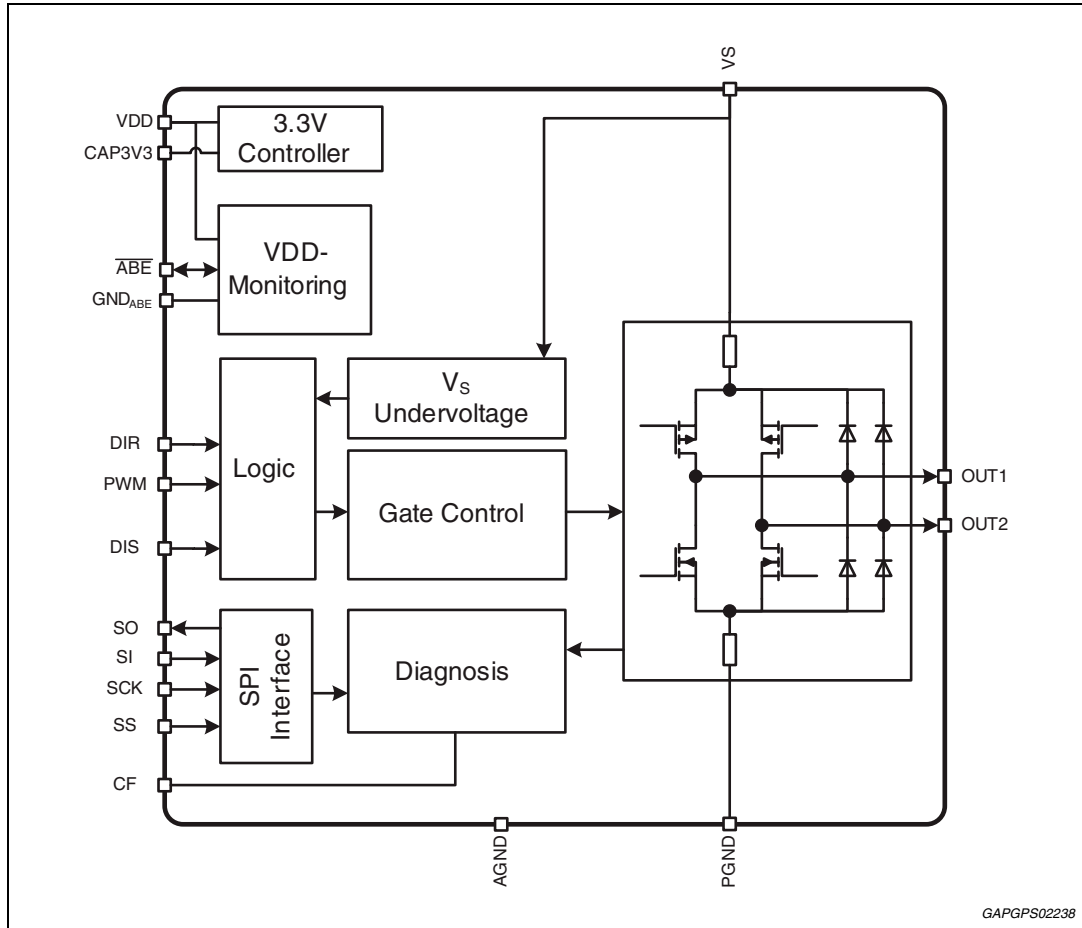 VS
VDD
3.3V
Controller
CAP3V3
VDD-
Monitoring
ABE
GNDABE
VS
Undervoltage
DIR
Logic
PWM
OUT1
Gate Control
OUT2
DIS
SO
SI
SPI
Interface
Diagnosis
SCK
SS
CF
AGND
PGND
GAPGPS02238